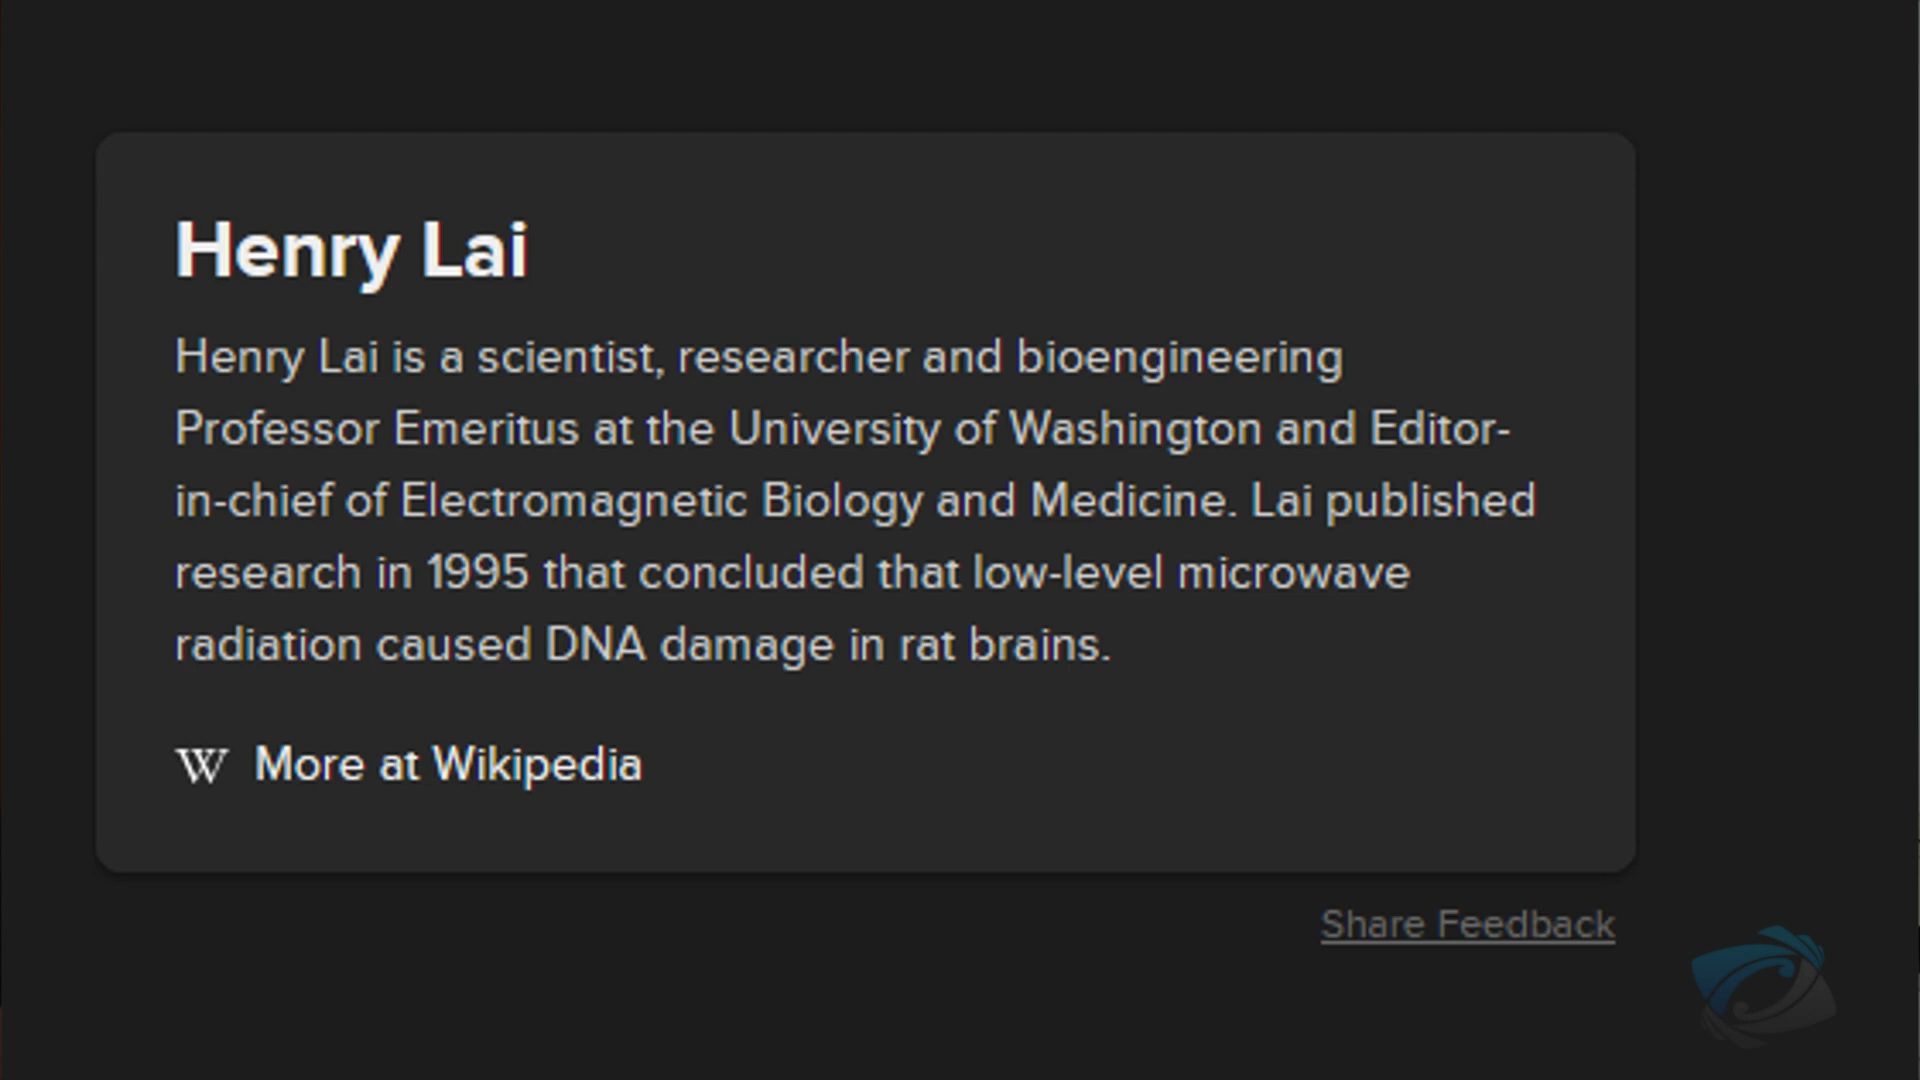 Henry Lai
Henry Lai is a scientist, researcher and bioengineering
Professor Emeritus at the University of Washington and Editor-
in-chief of Electromagnetic Biology and Medicine. Lai published
research in 1995 that concluded that low-level microwave
radiation caused DNA damage in rat brains.
W More at Wikipedia
Share Feedback